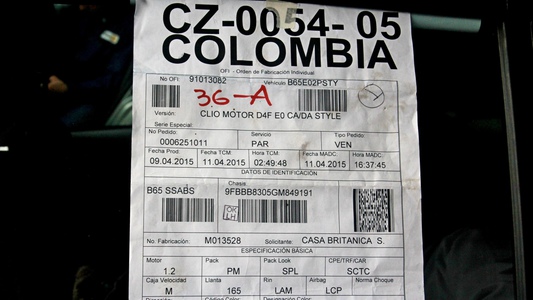 CZ-0054- 05
COLOMBIA
OFI - Orden de Fabricación Individual
No OFI: 91013082 Vehículo: B65E02PSTY
36-A
Versión: CLIO MOTOR D4F E0 CA/DA STYLE
Serie Especial:
No Pedido: Servicio Tipo Pedido:
0006251011 PAR VEN
Fecha Prod: Fecha TCM: Hora TCM: Fecha MADC: Hora MADC:
09.04.2015 11.04.2015 02:49:48 11.04.2015 16:37:45
DATOS DE IDENTIFICACIÓN
B65 SSABS Chasis: 9FBBB8305GM849191
OK
LH
No. Fabricación: M013528 Solicitante: CASA BRITANICA S.
ESPECIFICACIÓN BÁSICA
Motor Pack Pack Look CPE/TRF/CAR
1.2 PM SPL SCTC
Caja Velocidad Llanta Rin Airbag Norma Choque
M 165 LAM LCP